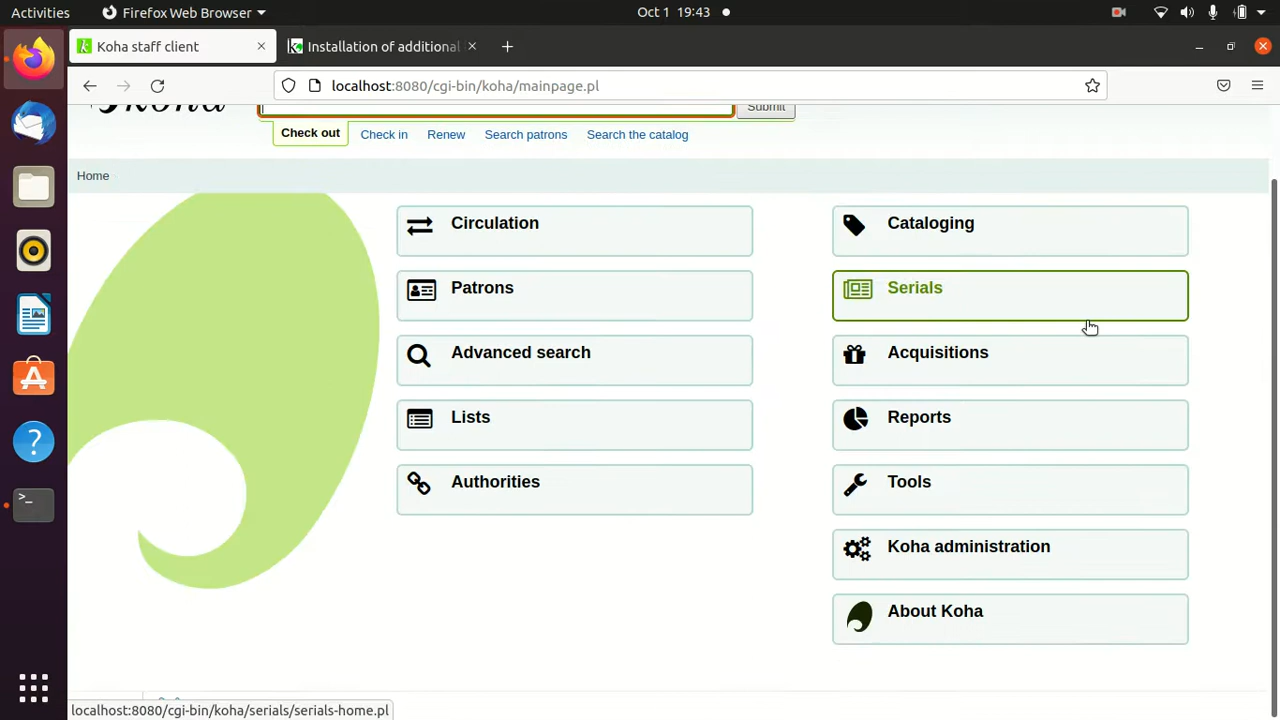 Activities
Firefox Web Browser
Oct 1 19:43
Koha staff client
Installation of additional
localhost:8080/cgi-bin/koha/mainpage.pl
koha
Submit
Check out
Check in
Renew
Search patrons
Search the catalog
Home
Circulation
Cataloging
Patrons
Serials
Advanced search
Acquisitions
Lists
Reports
Authorities
Tools
Koha administration
About Koha
localhost:8080/cgi-bin/koha/serials/serials-home.pl